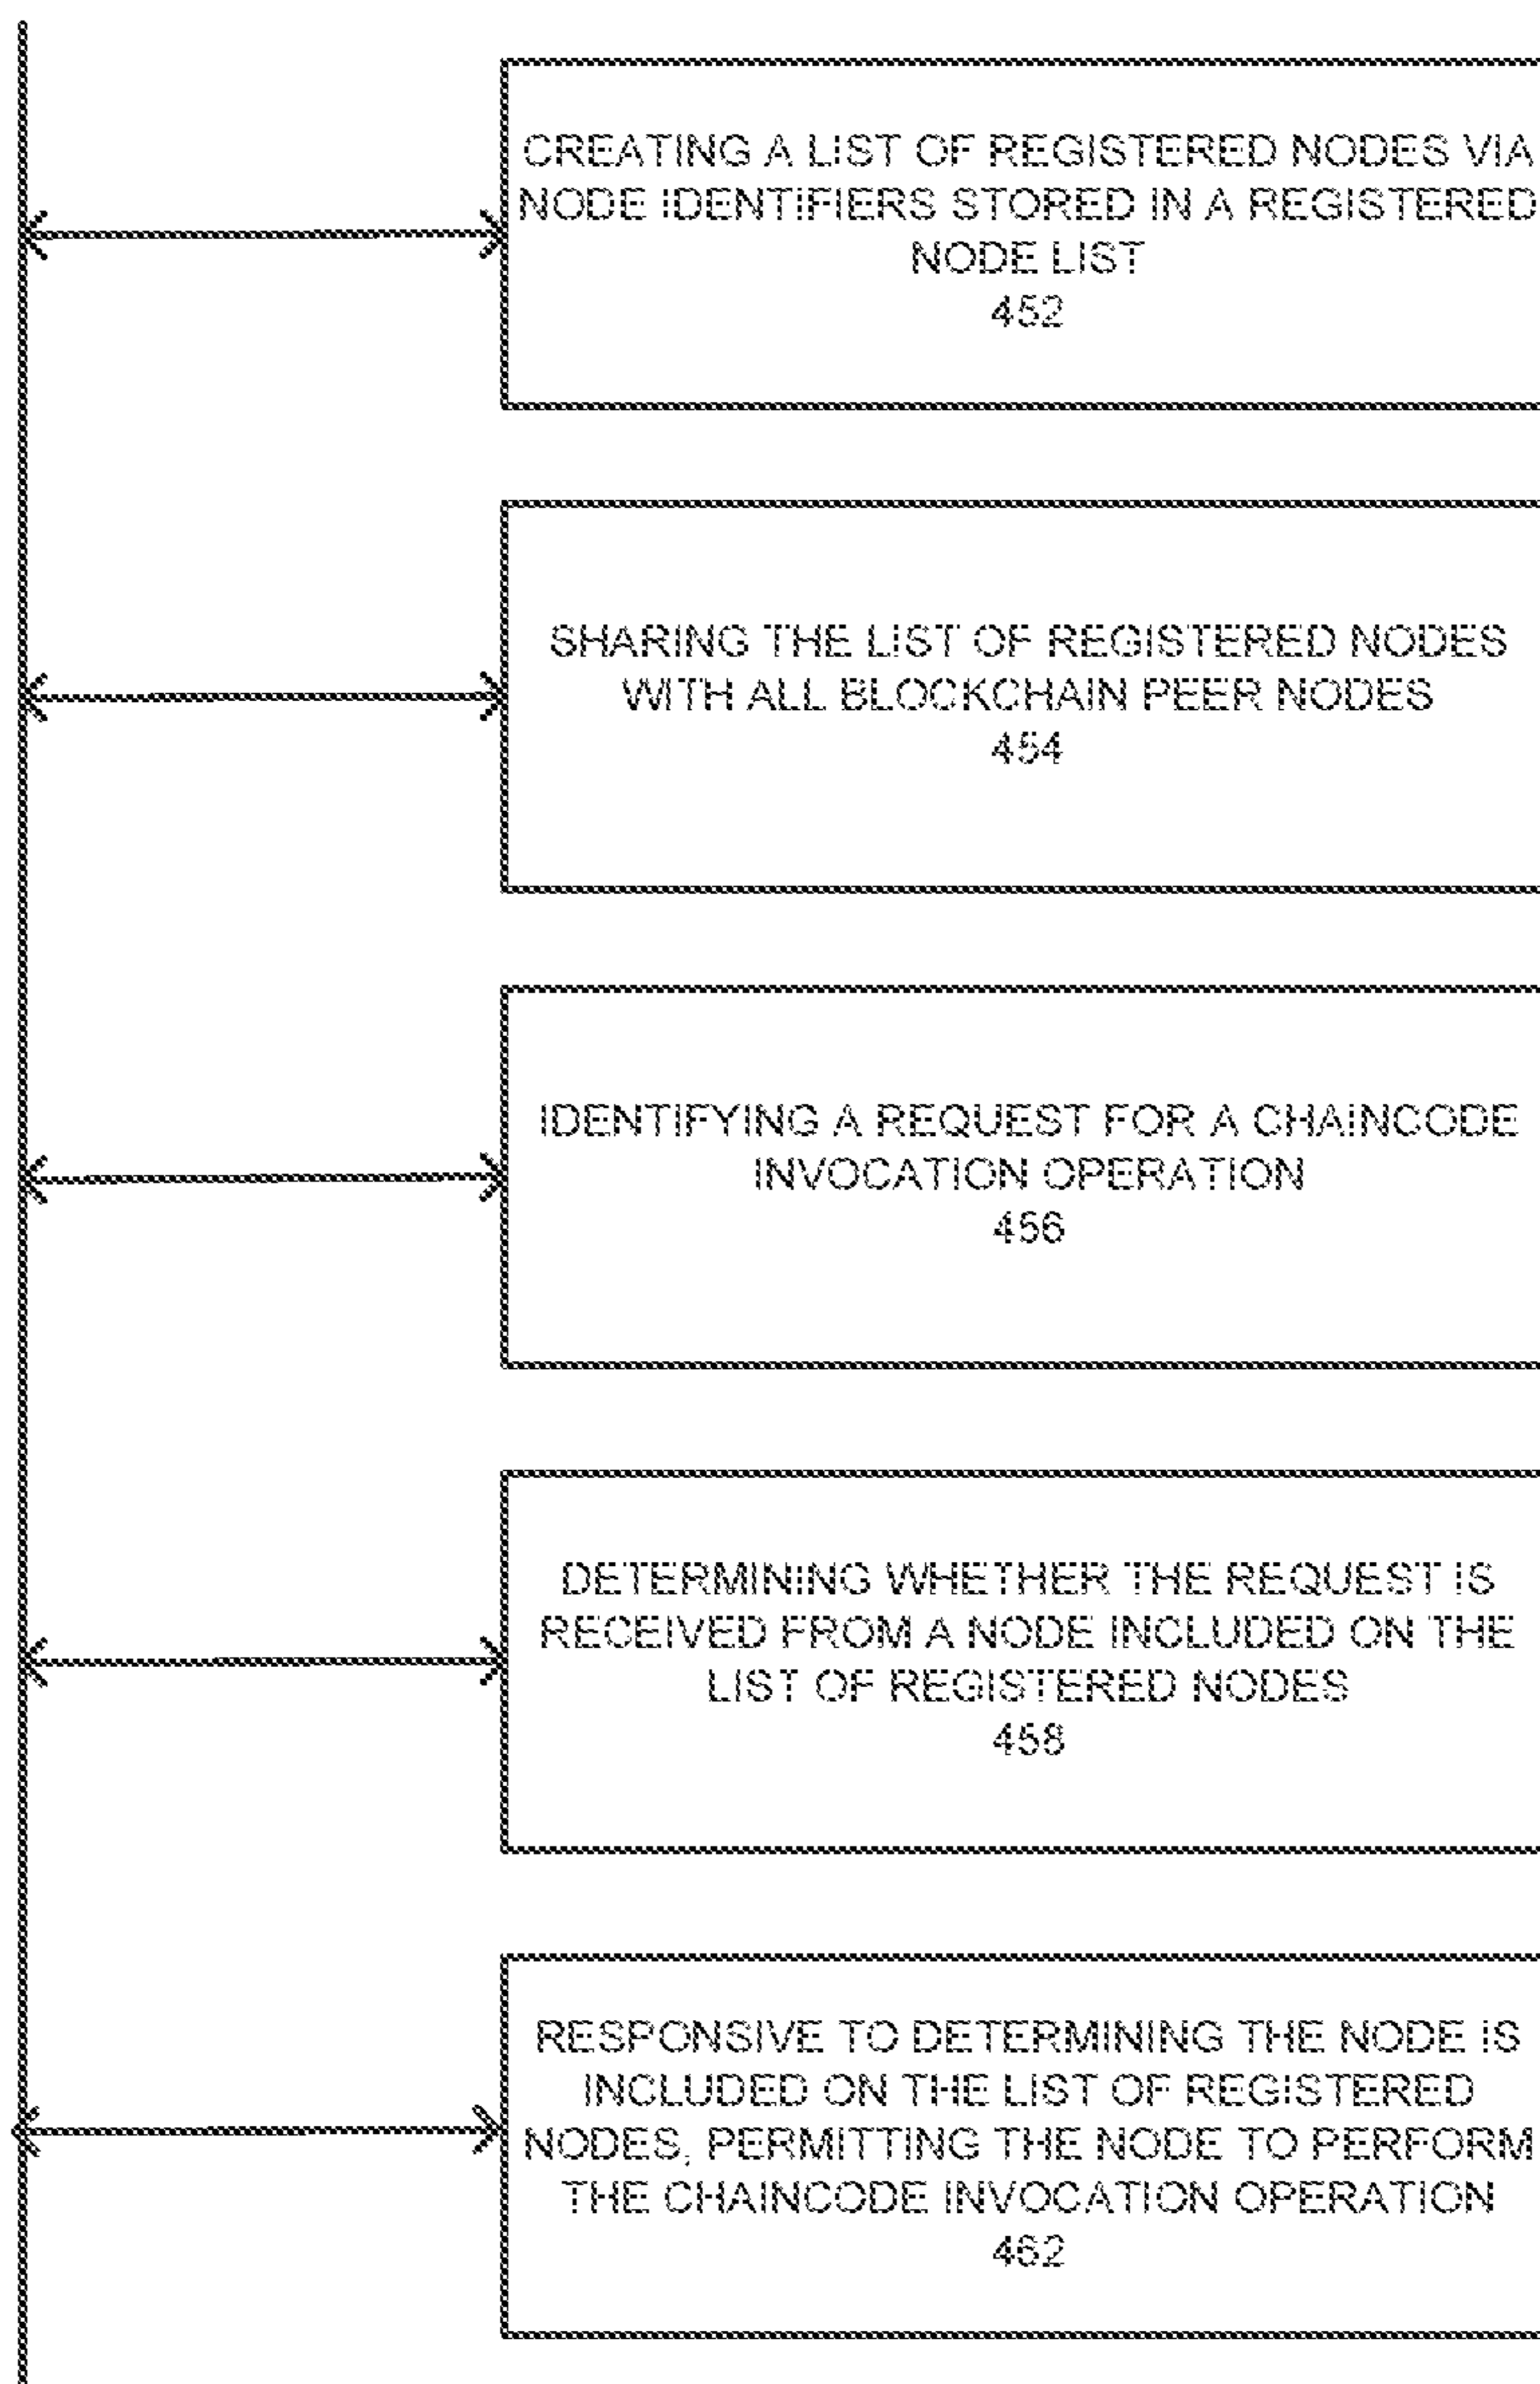 CREATING A LIST OF REGISTERED NODES VIA
NODE IDENTIFIERS STORED IN A REGISTERED
NODE LIST
452
SHARING THE LIST OF REGISTERED NODES
WITH ALL BLOCKCHAIN PEER NODES
454
IDENTIFYING A REQUEST FOR A CHAINCODE
INVOCATION OPERATION
456
DETERMINING WHETHER THE REQUEST IS
RECEIVED FROM A NODE INCLUDED ON THE
LIST OF REGISTERED NODES
458
RESPONSIVE TO DETERMINING THE NODE IS
INCLUDED ON THE LIST OF REGISTERED
NODES, PERMITTING THE NODE TO PERFORM
THE CHAINCODE INVOCATION OPERATION
462